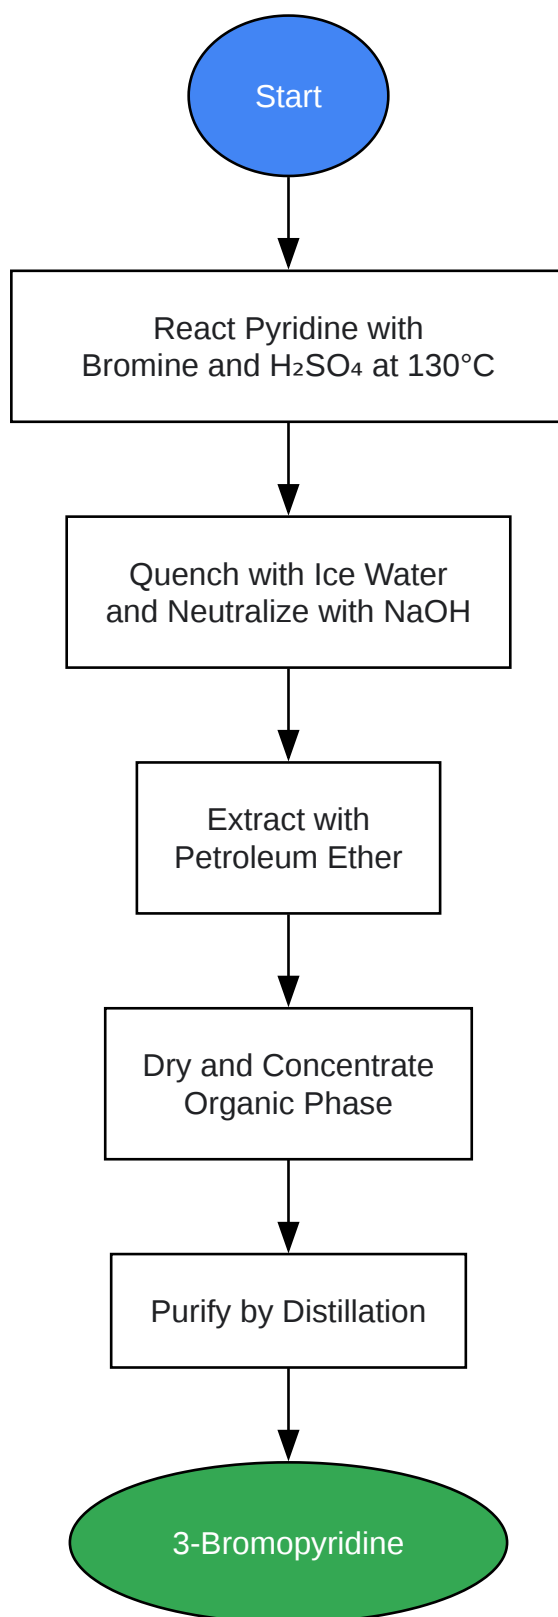 Start
React Pyridine with
Bromine and H₂SO₄ at 130°C
Quench with Ice Water
and Neutralize with NaOH
Extract with
Petroleum Ether
Dry and Concentrate
Organic Phase
Purify by Distillation
3-Bromopyridine